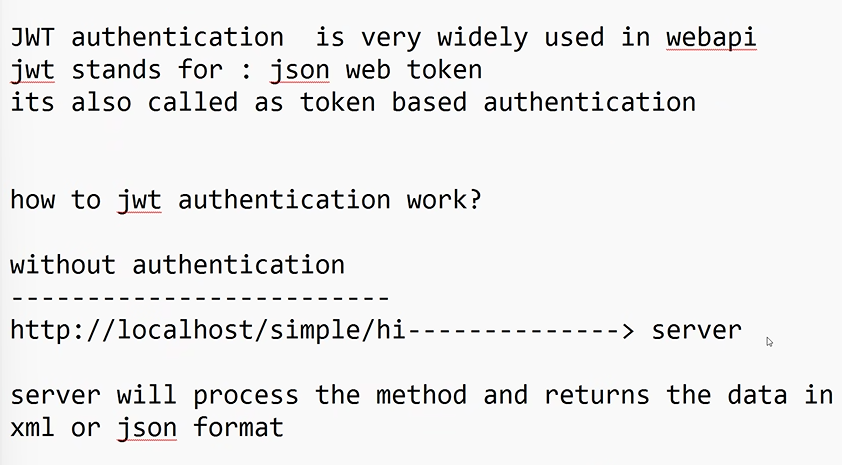 JWT authentication  is very widely used in webapi
jwt stands for : json web token
its also called as token based authentication
how to jwt authentication work?
without authentication
-------------------------
http://localhost/simple/hi--------------> server
server will process the method and returns the data in
xml or json format